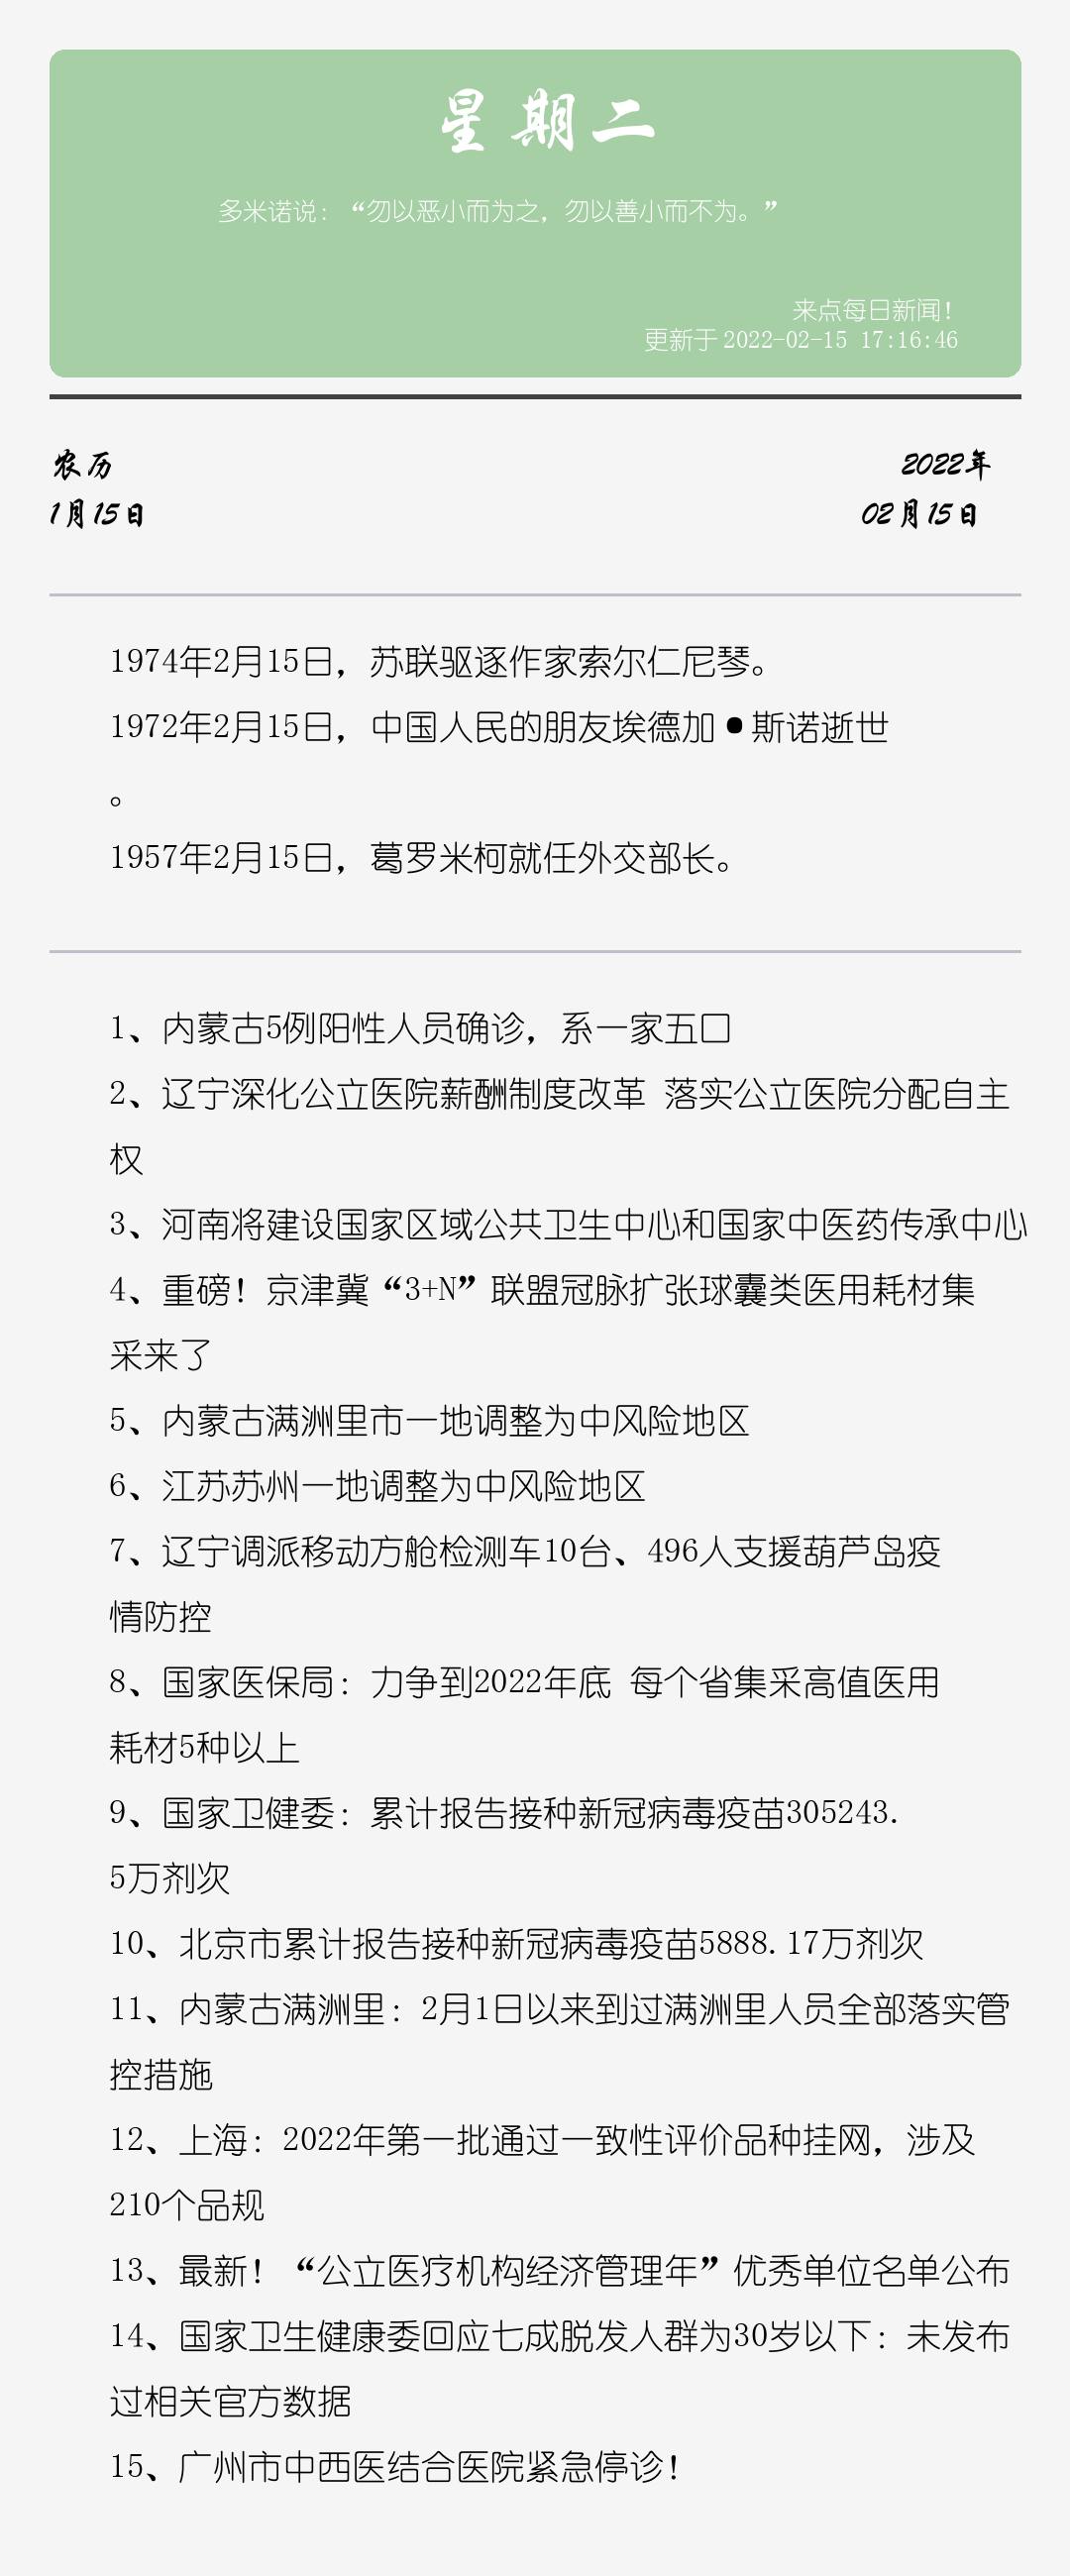 星期二
多米诺说：“勿以恶小而为之，勿以善小而不为。”
来点每日新闻！
更新于 2022-02-15 17:16:46
农历
2022年
1月15日
02月15日
1974年2月15日，苏联驱逐作家索尔仁尼琴。
1972年2月15日，中国人民的朋友埃德加•斯诺逝世
。
1957年2月15日，葛罗米柯就任外交部长。
1、内蒙古5例阳性人员确诊，系一家五口
2、辽宁深化公立医院薪酬制度改革 落实公立医院分配自主
权
3、河南将建设国家区域公共卫生中心和国家中医药传承中心
4、重磅！京津冀“3+N”联盟冠脉扩张球囊类医用耗材集
采来了
5、内蒙古满洲里市一地调整为中风险地区
6、江苏苏州一地调整为中风险地区
7、辽宁调派移动方舱检测车10台、496人支援葫芦岛疫
情防控
8、国家医保局：力争到2022年底 每个省集采高值医用
耗材5种以上
9、国家卫健委：累计报告接种新冠病毒疫苗305243.
5万剂次
10、北京市累计报告接种新冠病毒疫苗5888.17万剂次
11、内蒙古满洲里：2月1日以来到过满洲里人员全部落实管
控措施
12、上海：2022年第一批通过一致性评价品种挂网，涉及
210个品规
13、最新！“公立医疗机构经济管理年”优秀单位名单公布
14、国家卫生健康委回应七成脱发人群为30岁以下：未发布
过相关官方数据
15、广州市中西医结合医院紧急停诊！